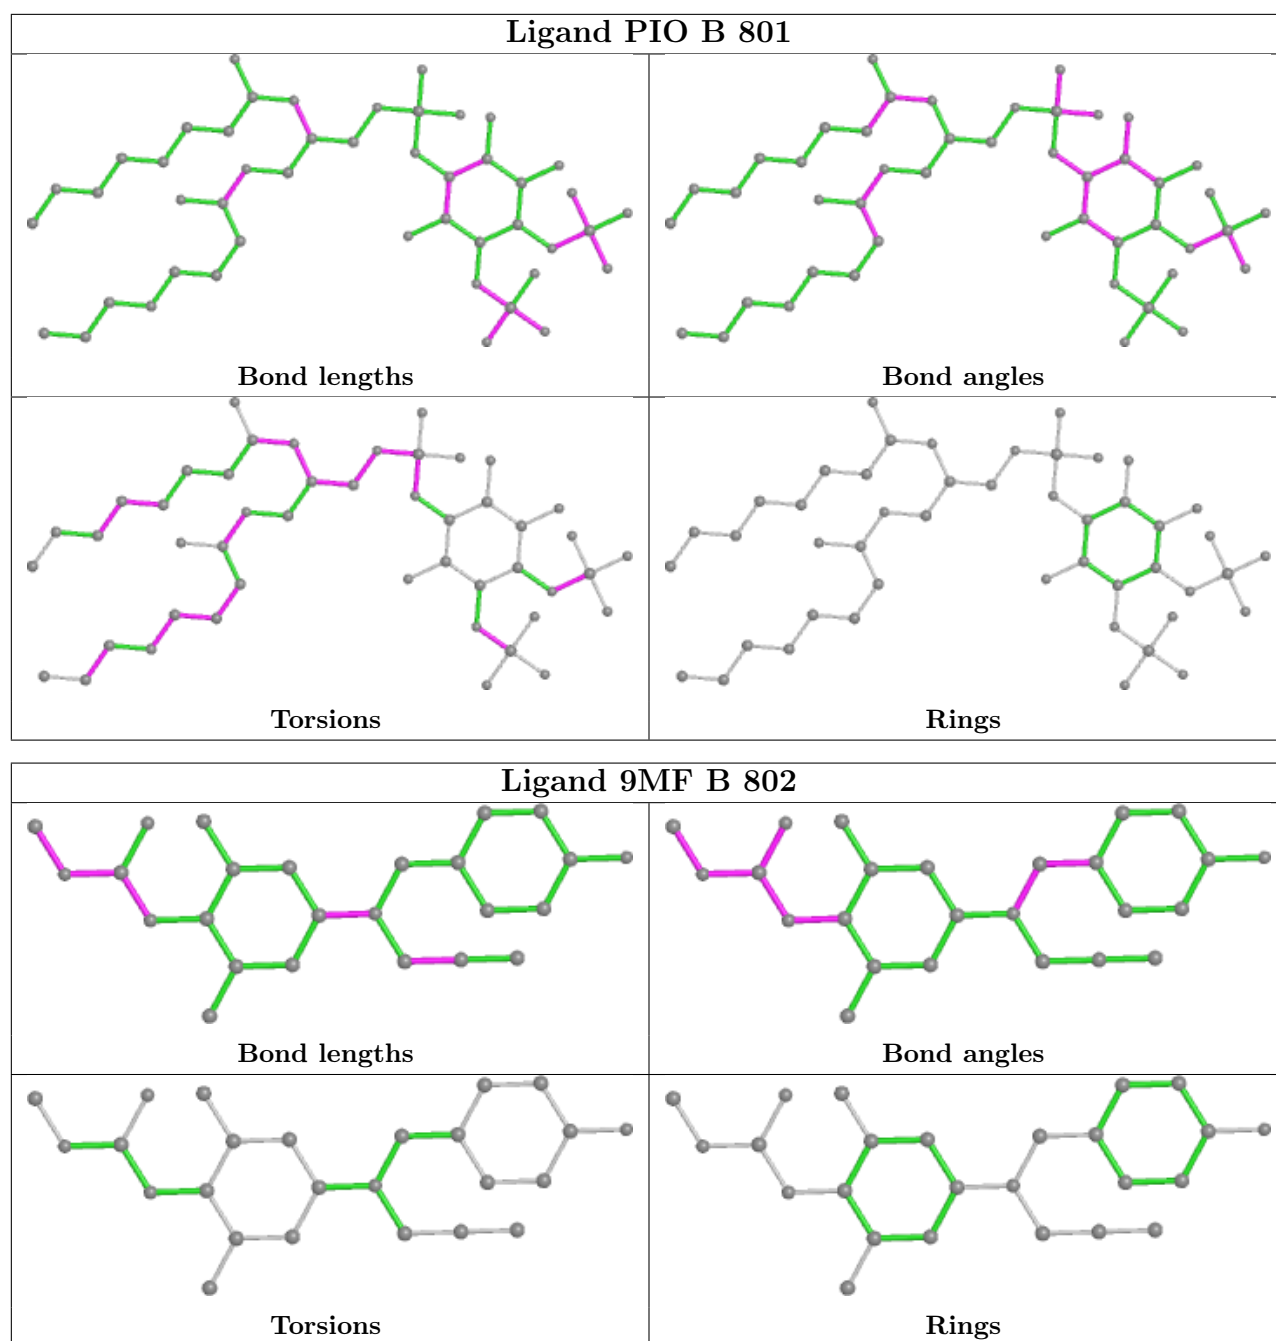 Ligand PIO B 801
Bond lengths
Bond angles
Torsions
Rings
Ligand 9MF B 802
Bond lengths
Bond angles
Torsions
Rings